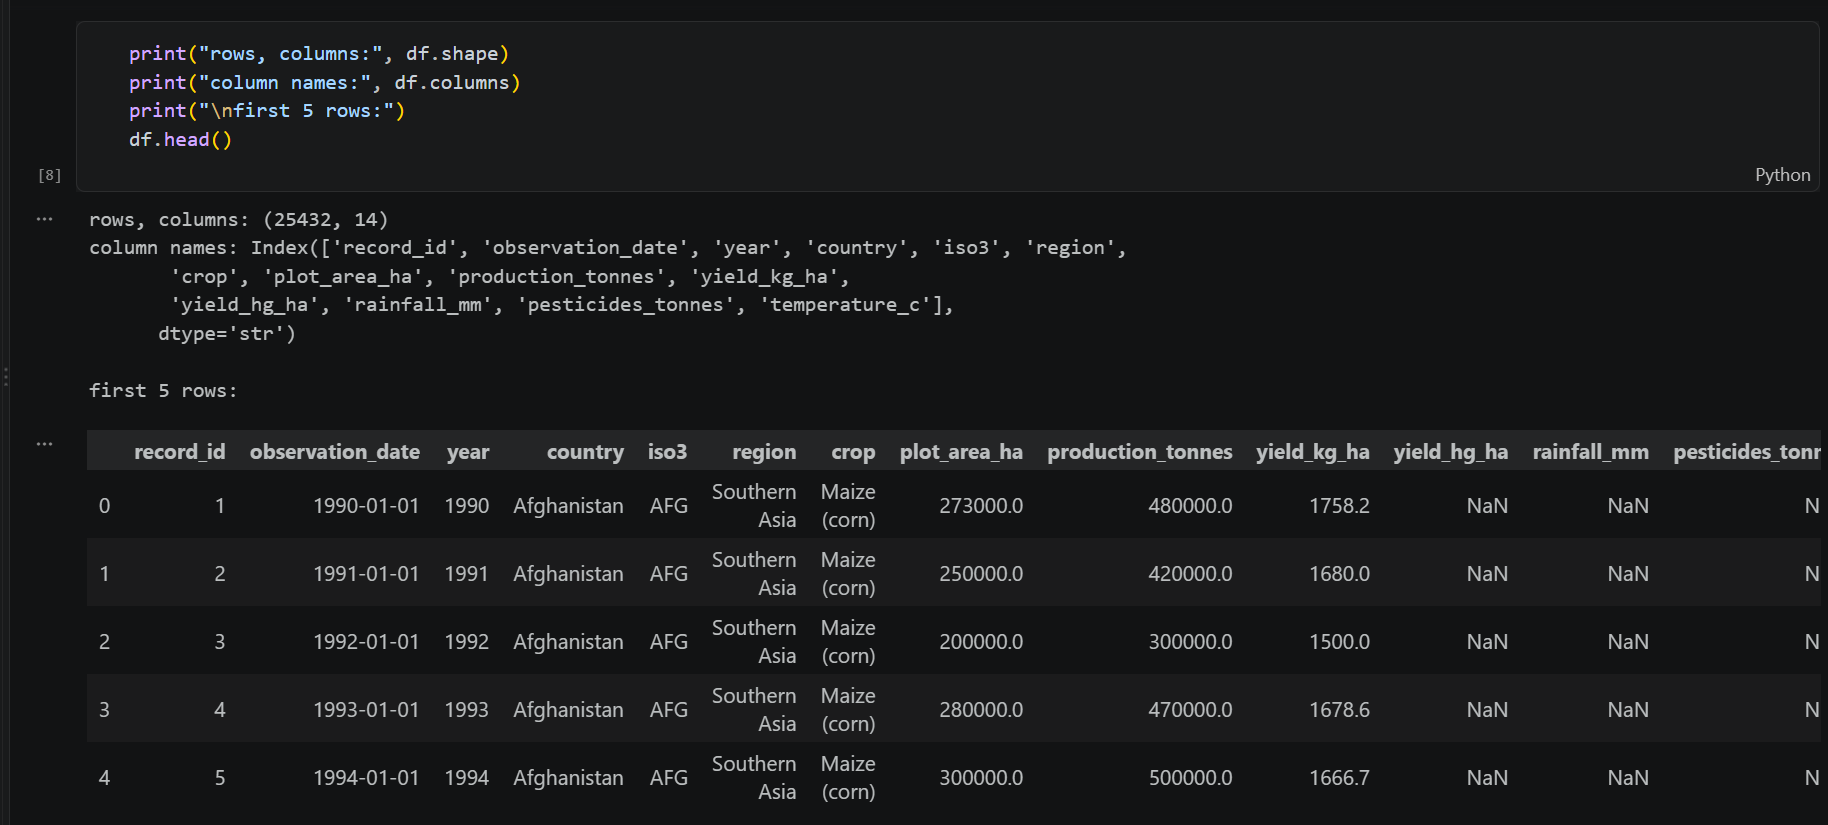 print("rows, columns:", df.shape)
print("column names:", df.columns)
print("\nfirst 5 rows:")
df.head()
[8]
Python
rows, columns: (25432, 14)
column names: Index(['record_id', 'observation_date', 'year', 'country', 'iso3', 'region',
'crop', 'plot_area_ha', 'production_tonnes', 'yield_kg_ha',
'yield_hg_ha', 'rainfall_mm', 'pesticides_tonnes', 'temperature_c'],
dtype='str')
first 5 rows:
record_id observation_date year country iso3 region crop plot_area_ha production_tonnes yield_kg_ha yield_hg_ha rainfall_mm pesticides_tonn
0 1 1990-01-01 1990 Afghanistan AFG Southern Asia Maize (corn) 273000.0 480000.0 1758.2 NaN NaN N
1 2 1991-01-01 1991 Afghanistan AFG Southern Asia Maize (corn) 250000.0 420000.0 1680.0 NaN NaN N
2 3 1992-01-01 1992 Afghanistan AFG Southern Asia Maize (corn) 200000.0 300000.0 1500.0 NaN NaN N
3 4 1993-01-01 1993 Afghanistan AFG Southern Asia Maize (corn) 280000.0 470000.0 1678.6 NaN NaN N
4 5 1994-01-01 1994 Afghanistan AFG Southern Asia Maize (corn) 300000.0 500000.0 1666.7 NaN NaN N